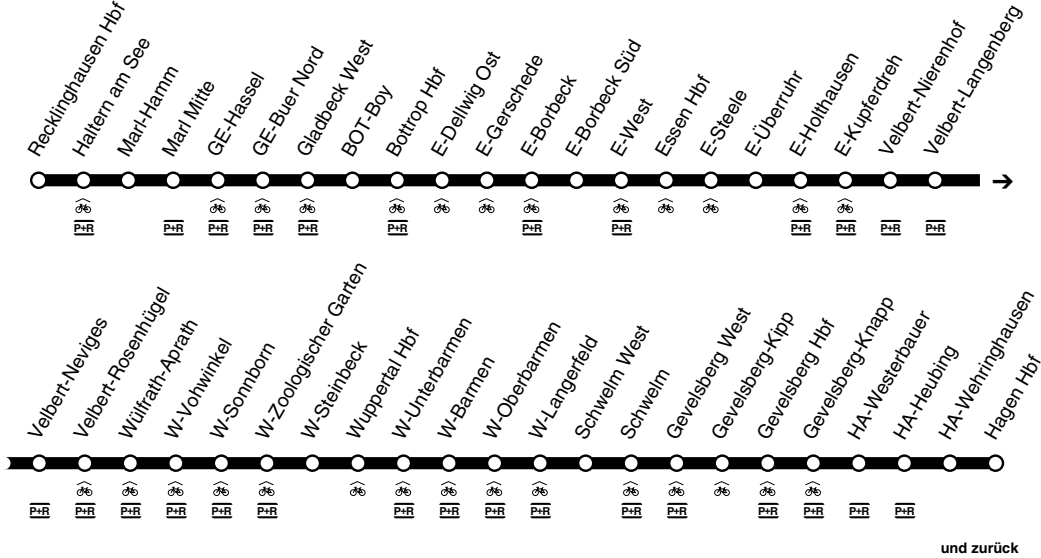 Recklinghausen Hbf
Haltern am See
Marl-Hamm
Marl Mitte
GE-Hassel
GE-Buer Nord
Gladbeck West
BOT-Boy
Bottrop Hbf
E-Dellwig Ost
E-Gerschede
E-Borbeck
E-Borbeck Süd
E-West
Essen Hbf
E-Steele
E-Überruhr
E-Holthausen
E-Kupferdreh
Velbert-Nierenhof
Velbert-Langenberg
P+R P+R P+R P+R P+R P+R P+R P+R P+R P+R P+R P+R
Velbert-Neviges
Velbert-Rosenhügel
Wülfrath-Aprath
W-Vohwinkel
W-Sonnborn
W-Zoologischer Garten
W-Steinbeck
Wuppertal Hbf
W-Unterbarmen
W-Barmen
W-Oberbarmen
W-Langerfeld
Schwelm West
Schwelm
Gevelsberg West
Gevelsberg-Kipp
Gevelsberg Hbf
Gevelsberg-Knapp
HA-Westerbauer
HA-Heubing
HA-Wehringhausen
Hagen Hbf
P+R P+R P+R P+R P+R P+R P+R P+R P+R P+R P+R P+R P+R P+R P+R P+R
und zurück